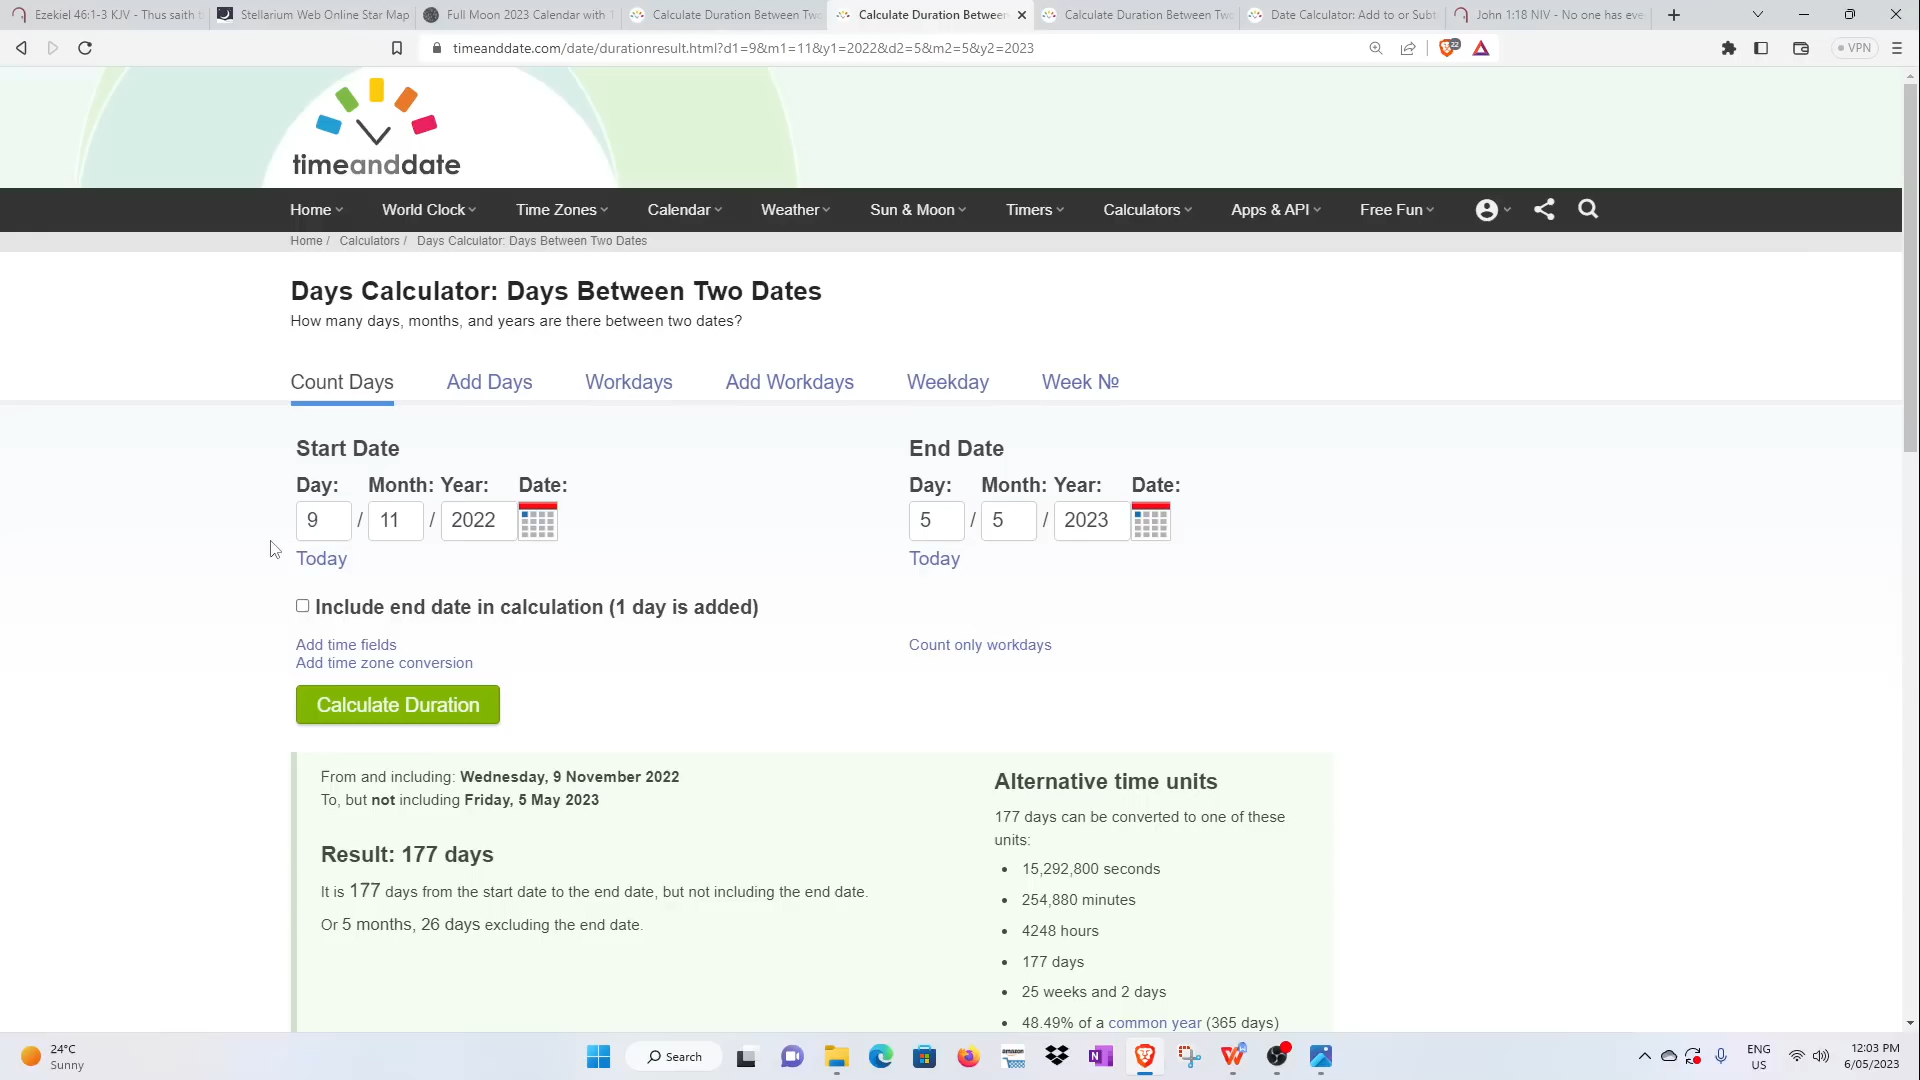 Ezekiel 46:1-3 KJV - Thus saith t
Stellarium Web Online Star Map
Full Moon 2023 Calendar with 1
Calculate Duration Between Two
Calculate Duration Between
Calculate Duration Between Two
Date Calculator: Add to or Subt
John 1:18 NIV - No one has eve
timeanddate.com/date/durationresult.html?d1=9&m1=11&y1=2022&d2=5&m2=5&y2=2023
22
VPN
timeanddate
Home
World Clock
Time Zones
Calendar
Weather
Sun & Moon
Timers
Calculators
Apps & API
Free Fun
Home / Calculators / Days Calculator: Days Between Two Dates
Days Calculator: Days Between Two Dates
How many days, months, and years are there between two dates?
Count Days
Add Days
Workdays
Add Workdays
Weekday
Week №
Start Date
Day: Month: Year: Date:
9 / 11 / 2022
Today
End Date
Day: Month: Year: Date:
5 / 5 / 2023
Today
Include end date in calculation (1 day is added)
Add time fields
Add time zone conversion
Count only workdays
Calculate Duration
From and including: Wednesday, 9 November 2022
To, but not including Friday, 5 May 2023
Result: 177 days
It is 177 days from the start date to the end date, but not including the end date.
Or 5 months, 26 days excluding the end date.
Alternative time units
177 days can be converted to one of these
units:
• 15,292,800 seconds
• 254,880 minutes
• 4248 hours
• 177 days
• 25 weeks and 2 days
• 48.49% of a common year (365 days)
24°C
Sunny
Search
amazon
ENG
US
12:03 PM
6/05/2023